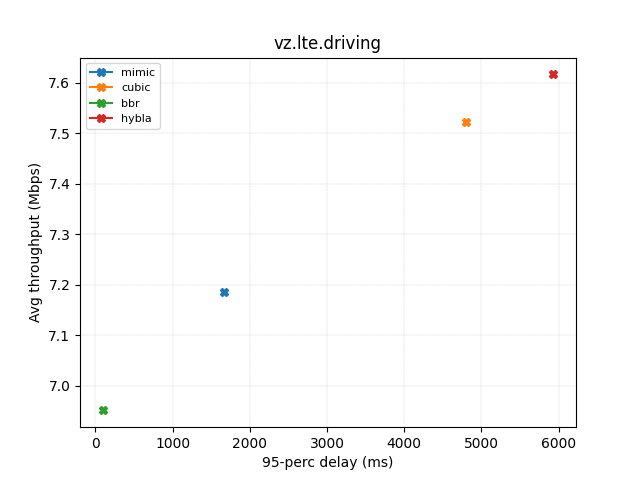 vz.lte.driving
mimic
cubic
bbr
hybla
Avg throughput (Mbps)
7.6
7.5
7.4
7.3
7.2
7.1
7.0
0 1000 2000 3000 4000 5000 6000
95-perc delay (ms)